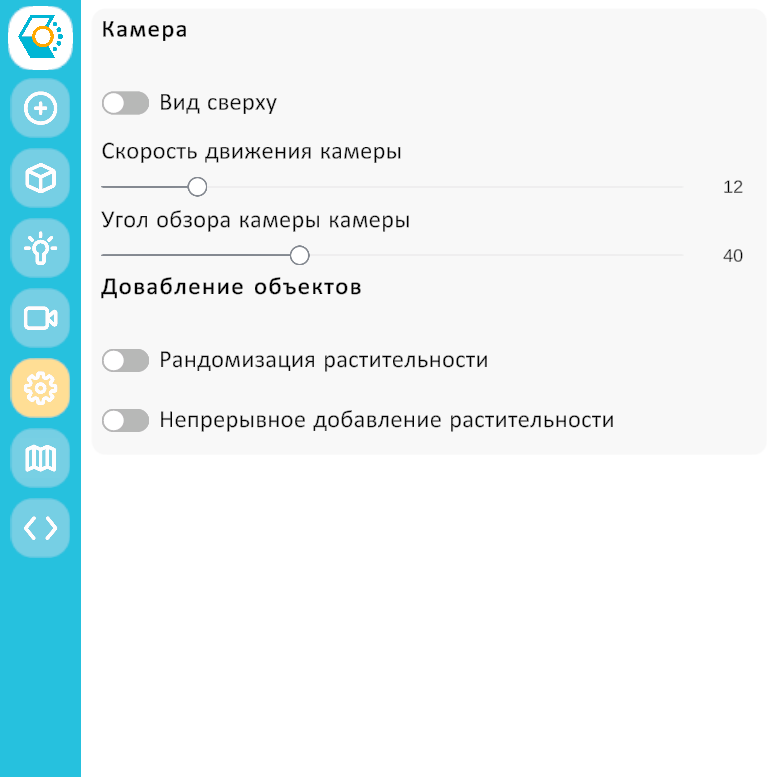 Камера
Вид сверху
Скорость движения камеры
12
Угол обзора камеры камеры
40
Довабление объектов
Рандомизация растительности
Непрерывное добавление растительности